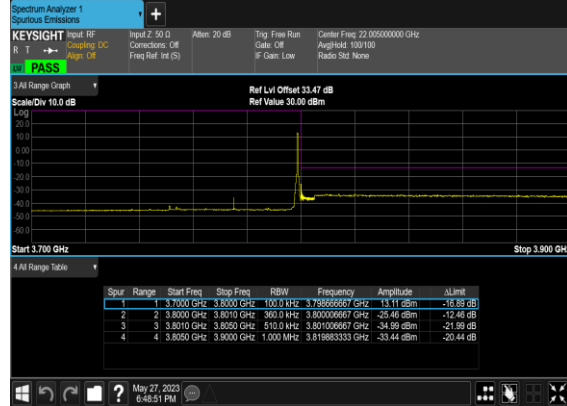 Spectrum Analyzer 1
Spurious Emissions
+
KEYSIGHT Input: RF Input Z: 50 Ω Atten: 20 dB Trig: Free Run Center Freq: 22.005000000 GHz
R T Coupling: DC Corrections: Off Gate: Off Avg|Hold: 100/100
Align: Off Freq Ref: Int (S) IF Gain: Low Radio Std: None
LW PASS
3 All Range Graph
Ref Lvl Offset 33.47 dB
Scale/Div 10.0 dB Ref Value 30.00 dBm
Log
20.0
10.0
0.00
-10.0
-20.0
-30.0
-40.0
-50.0
-60.0
Start 3.700 GHz Stop 3.900 GHz
4 All Range Table
Spur Range Start Freq Stop Freq RBW Frequency Amplitude ΔLimit
1 1 3.7000 GHz 3.8000 GHz 100.0 kHz 3.798666667 GHz 13.11 dBm -16.89 dB
2 2 3.8000 GHz 3.8010 GHz 360.0 kHz 3.800006667 GHz -25.46 dBm -12.46 dB
3 3 3.8010 GHz 3.8050 GHz 510.0 kHz 3.801006667 GHz -34.99 dBm -21.99 dB
4 4 3.8050 GHz 3.9000 GHz 1.000 MHz 3.819883333 GHz -33.44 dBm -20.44 dB
? May 27, 2023
6:48:51 PM